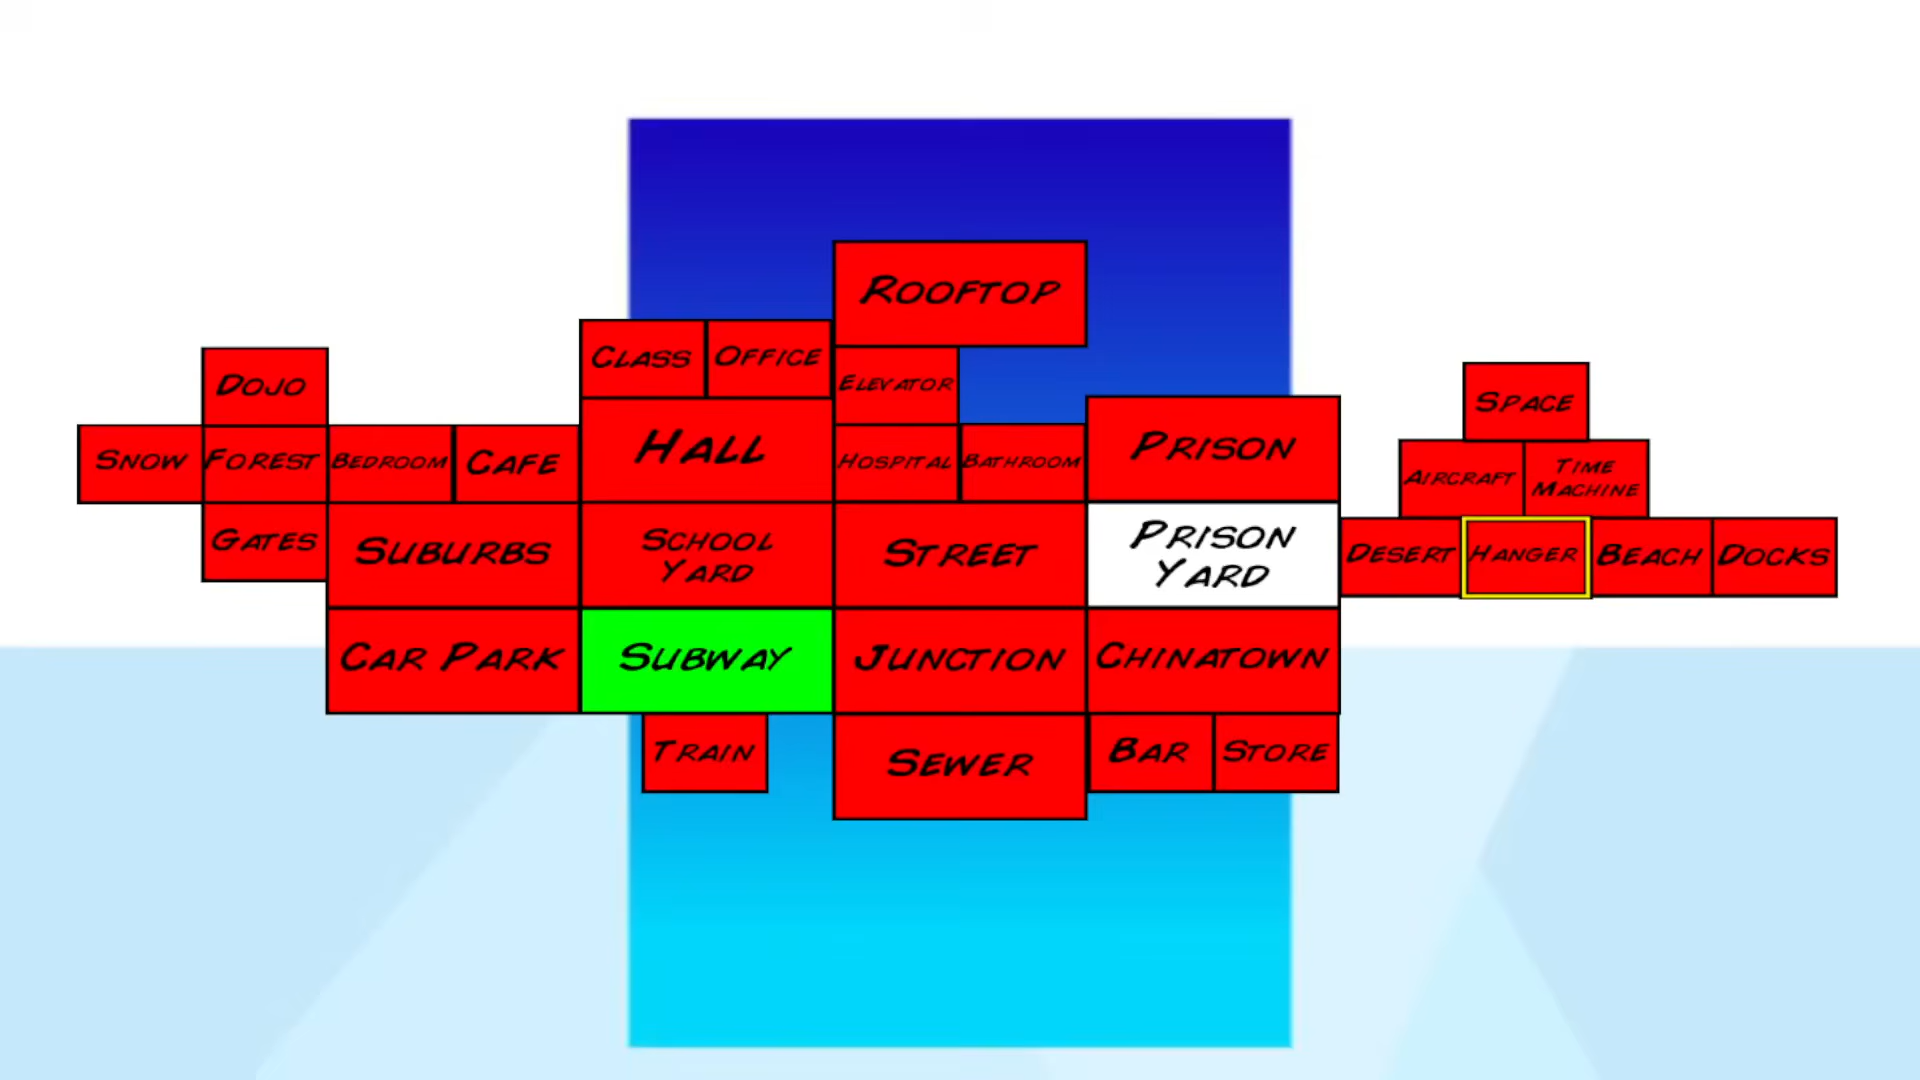 Rooftop
Class
Office
Dojo
Elevator
Space
Snow
Forest
Bedroom
Cafe
Hall
Hospital
Bathroom
Prison
Aircraft
Time
Machine
Gates
Suburbs
School
Yard
Street
Prison
Yard
Desert
Hanger
Beach
Docks
Car Park
Subway
Junction
Chinatown
Train
Sewer
Bar
Store